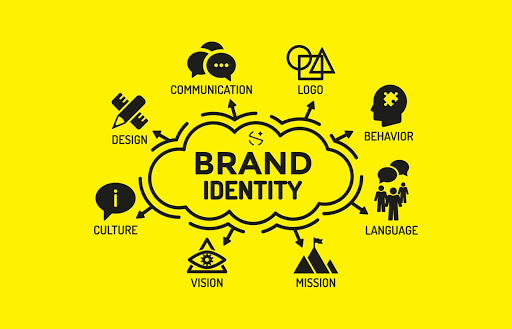 COMMUNICATION
LOGO
DESIGN
BEHAVIOR
BRAND
IDENTITY
CULTURE
LANGUAGE
VISION
MISSION